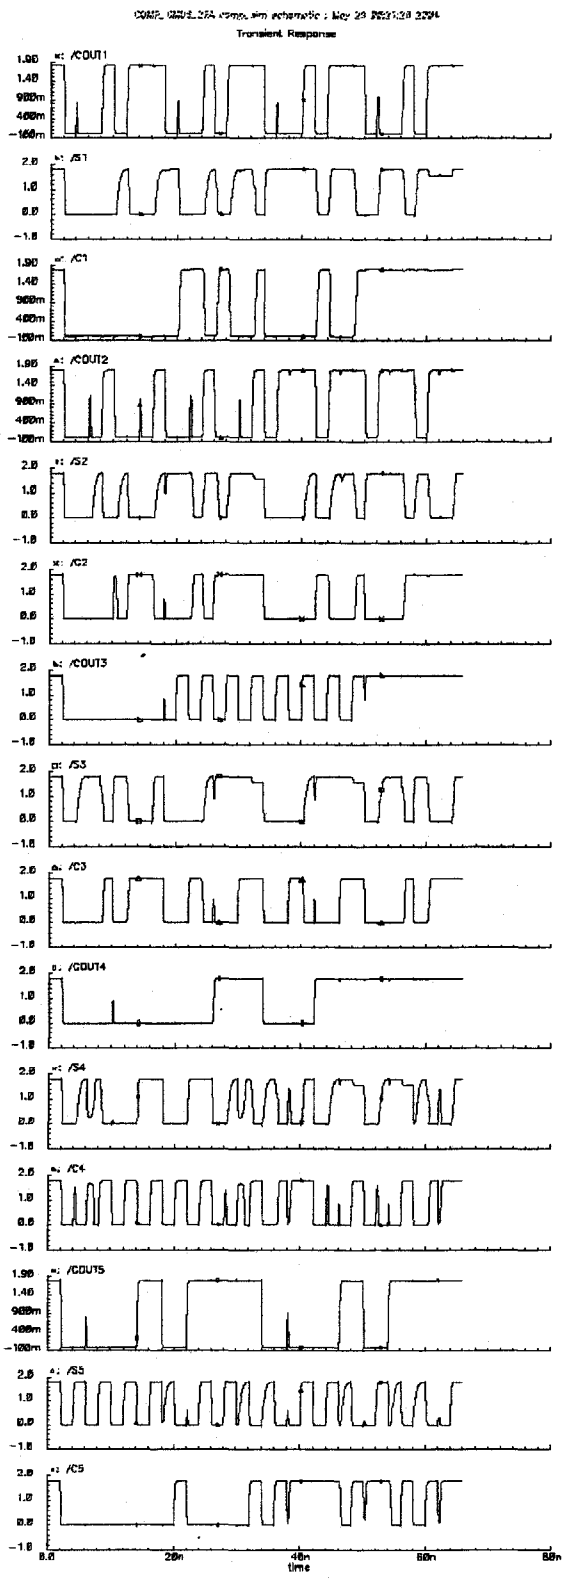 Transient Response
/COUT1
1.90
1.40
900m
400m
-100m
/S1
2.0
1.0
0.0
-1.0
/C1
1.90
1.40
900m
400m
-100m
/COUT2
1.90
1.40
900m
400m
-100m
/S2
2.0
1.0
0.0
-1.0
/C2
2.0
1.0
0.0
-1.0
/COUT3
2.0
1.0
0.0
-1.0
/S3
2.0
1.0
0.0
-1.0
/C3
2.0
1.0
0.0
-1.0
/COUT4
2.0
1.0
0.0
-1.0
/S4
2.0
1.0
0.0
-1.0
/C4
2.0
1.0
0.0
-1.0
/COUT5
1.90
1.40
900m
400m
-100m
/S5
2.0
1.0
0.0
-1.0
/C5
2.0
1.0
0.0
-1.0
0.0 20n 40n 60n 80n
time